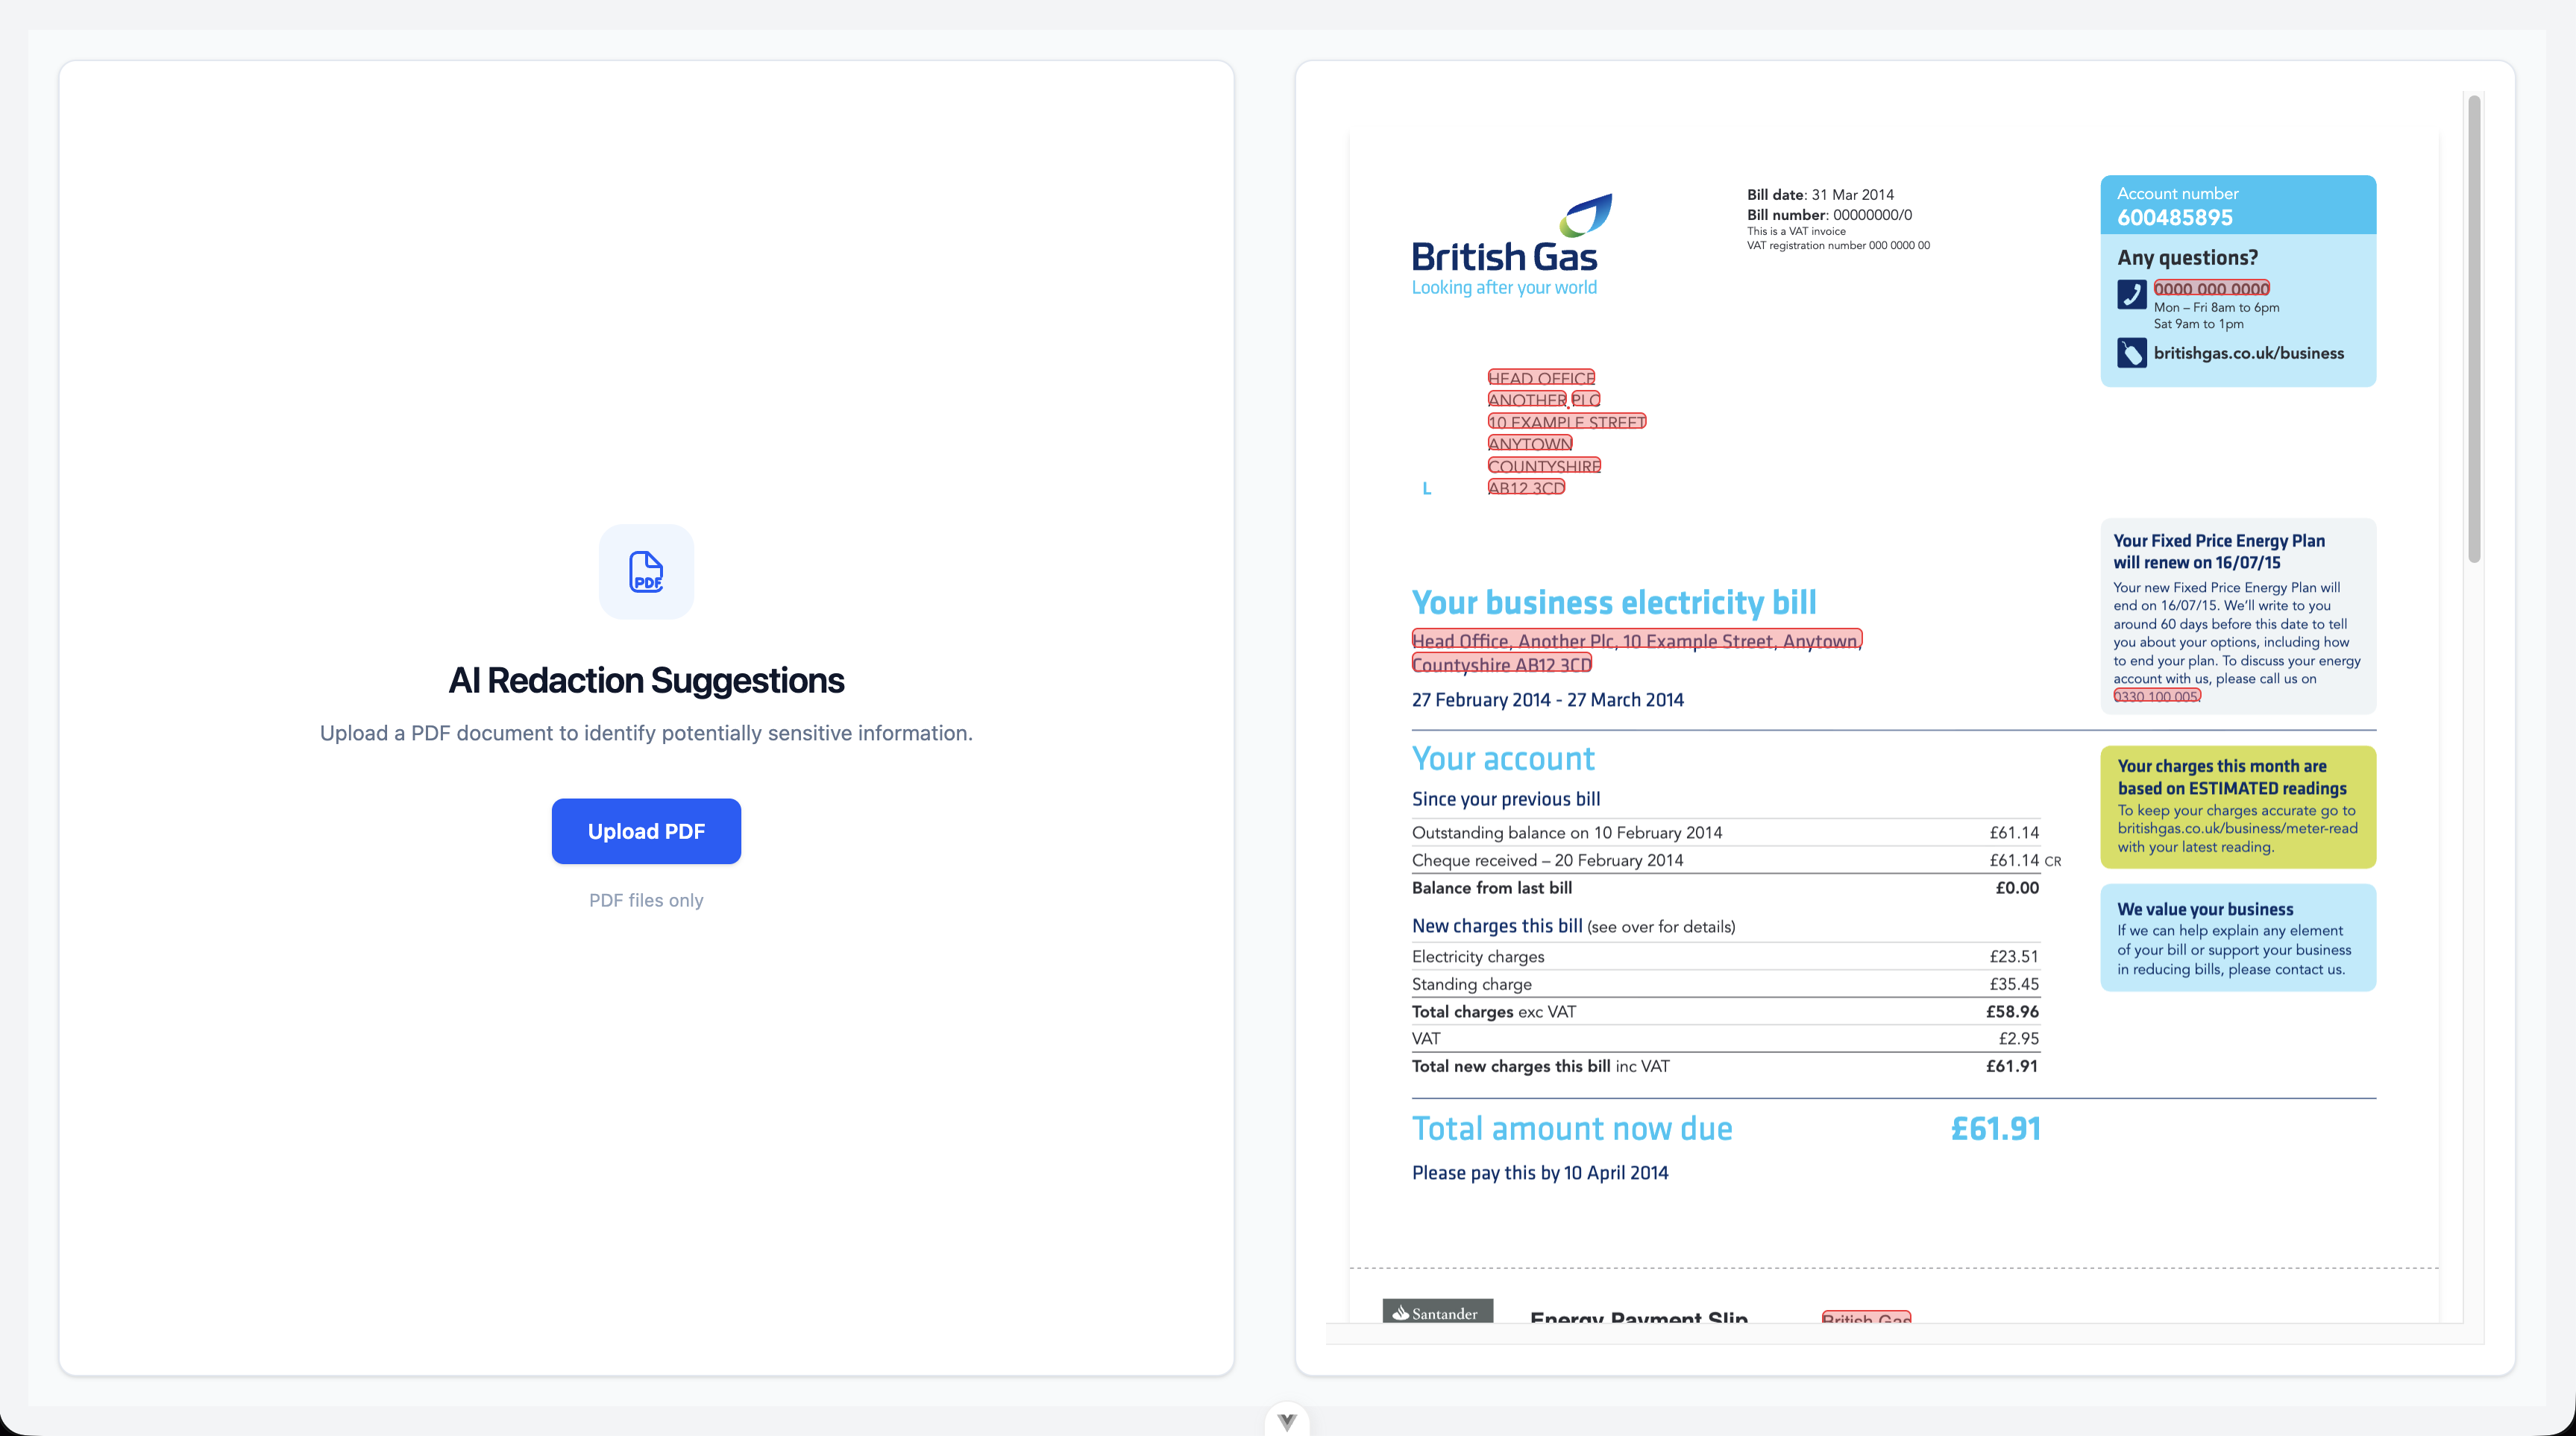 AI Redaction Suggestions
Upload a PDF document to identify potentially sensitive information.
Upload PDF
PDF files only
PDF
British Gas
Looking after your world
Bill date: 31 Mar 2014
Bill number: 00000000/0
This is a VAT invoice
VAT registration number 000 0000 00
Account number
600485895
Any questions?
0000 000 0000
Mon – Fri 8am to 6pm
Sat 9am to 1pm
britishgas.co.uk/business
HEAD OFFICE
ANOTHER PLC
10 EXAMPLE STREET
ANYTOWN
COUNTYSHIRE
AB12 3CD
L
Your Fixed Price Energy Plan
will renew on 16/07/15
Your new Fixed Price Energy Plan will
end on 16/07/15. We'll write to you
around 60 days before this date to tell
you about your options, including how
to end your plan. To discuss your energy
account with us, please call us on
0330 100 005.
Your business electricity bill
Head Office, Another Plc, 10 Example Street, Anytown,
Countyshire AB12 3CD
27 February 2014 - 27 March 2014
Your account
Since your previous bill
Outstanding balance on 10 February 2014 £61.14
Cheque received – 20 February 2014 £61.14 CR
Balance from last bill £0.00
New charges this bill (see over for details)
Electricity charges £23.51
Standing charge £35.45
Total charges exc VAT £58.96
VAT £2.95
Total new charges this bill inc VAT £61.91
Your charges this month are
based on ESTIMATED readings
To keep your charges accurate go to
britishgas.co.uk/business/meter-read
with your latest reading.
We value your business
If we can help explain any element
of your bill or support your business
in reducing bills, please contact us.
Total amount now due £61.91
Please pay this by 10 April 2014
Santander Energy Payment Slip British Gas